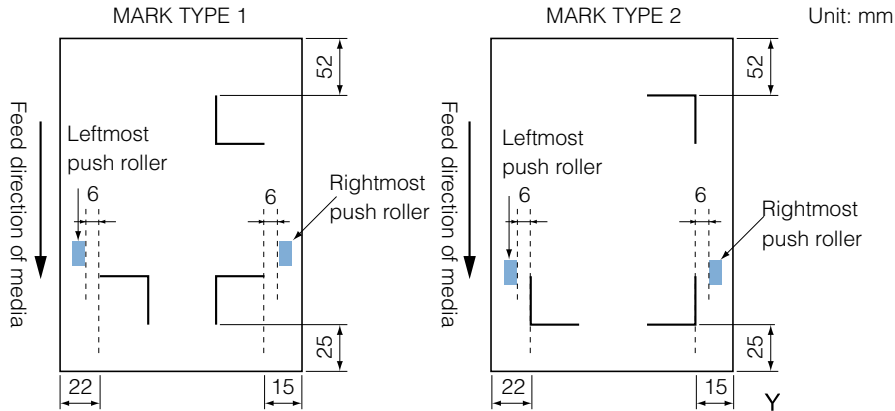 MARK TYPE 1
MARK TYPE 2
Unit: mm
52
52
Feed direction of media
Leftmost
push roller
6
6
Rightmost
push roller
25
22
15
Feed direction of media
Leftmost
push roller
6
6
Rightmost
push roller
25
22
15
Y